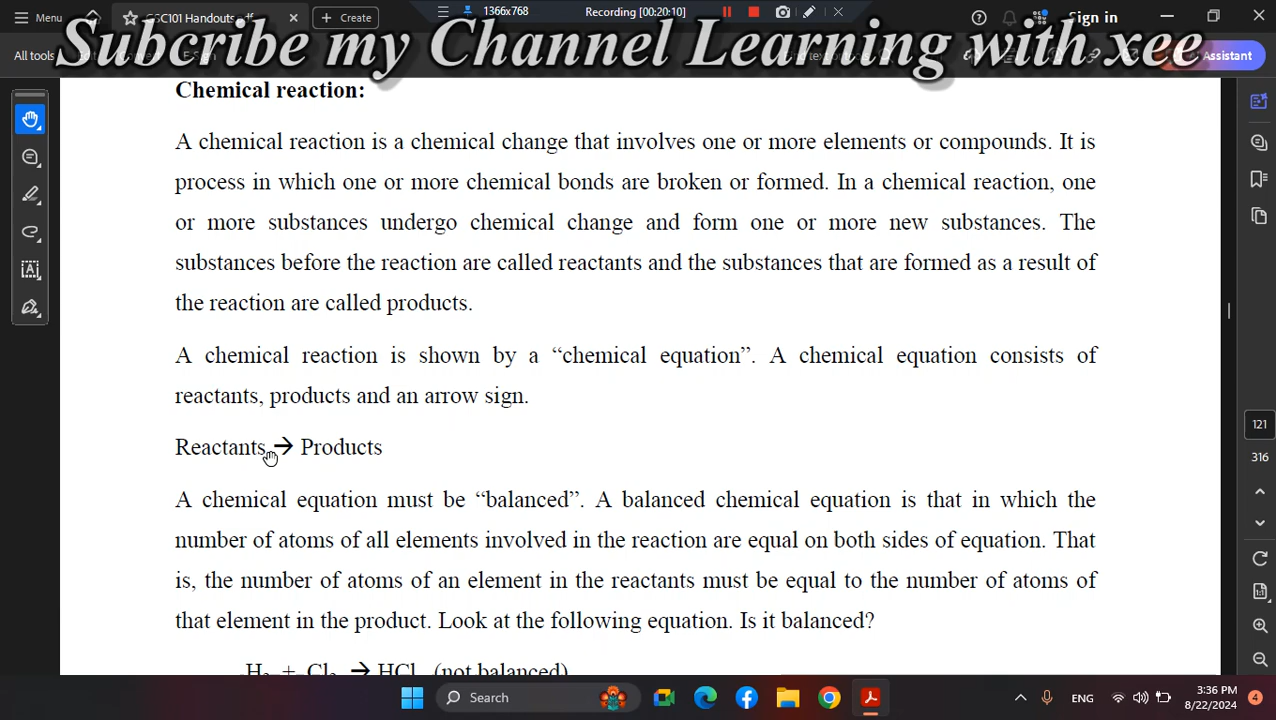 Menu
GSC101 Handouts.pdf
Create
1366x768
Recording [00:20:10]
Sign in
All tools
Subcribe my Channel Learning with xee
Assistant
Chemical reaction:
A chemical reaction is a chemical change that involves one or more elements or compounds. It is
process in which one or more chemical bonds are broken or formed. In a chemical reaction, one
or more substances undergo chemical change and form one or more new substances. The
substances before the reaction are called reactants and the substances that are formed as a result of
the reaction are called products.
A chemical reaction is shown by a “chemical equation”. A chemical equation consists of
reactants, products and an arrow sign.
Reactants → Products
A chemical equation must be “balanced”. A balanced chemical equation is that in which the
number of atoms of all elements involved in the reaction are equal on both sides of equation. That
is, the number of atoms of an element in the reactants must be equal to the number of atoms of
that element in the product. Look at the following equation. Is it balanced?
H₂ + Cl₂ → HCl (not balanced)
121
316
Search
ENG
3:36 PM
8/22/2024
4